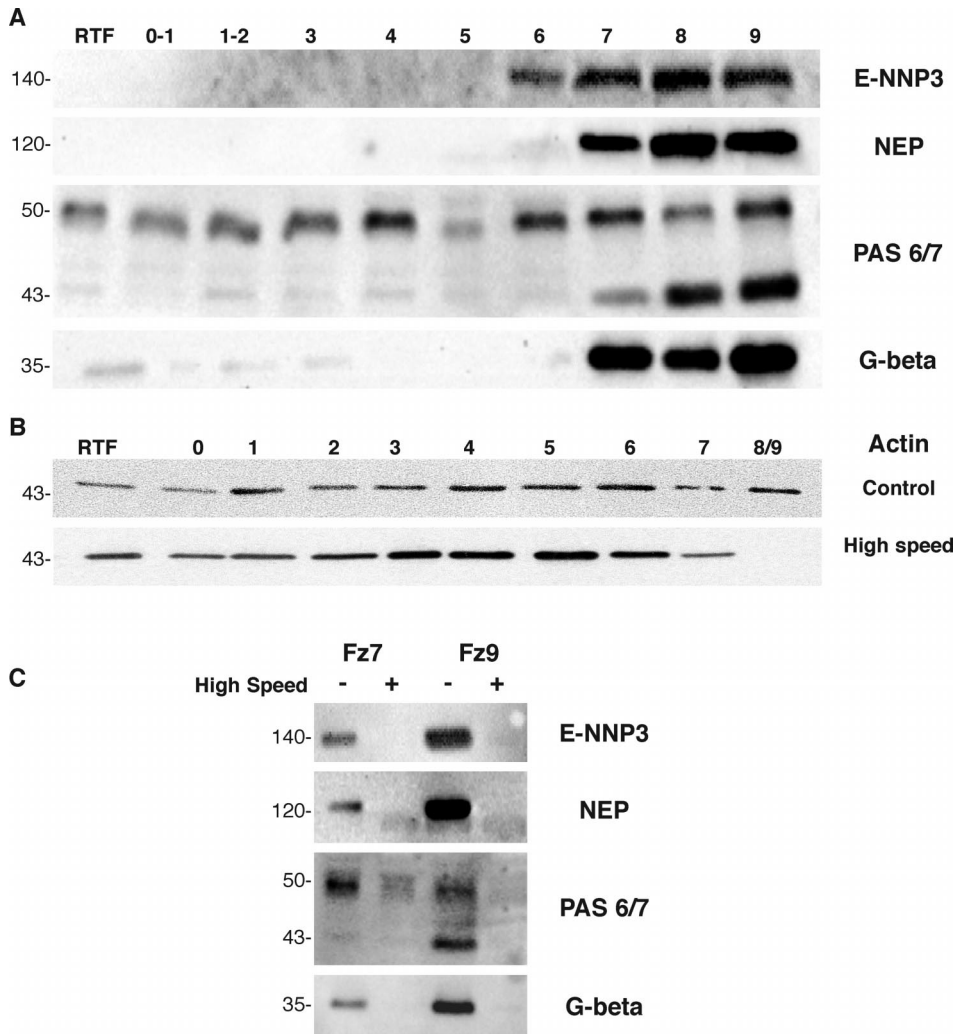 A
RTF 0-1 1-2 3 4 5 6 7 8 9
140- E-NNP3
120- NEP
50-
PAS 6/7
43-
35- G-beta
B
RTF 0 1 2 3 4 5 6 7 8/9 Actin
43- Control
43- High speed
Fz7 Fz9
C High Speed - + - +
140- E-NNP3
120- NEP
50-
PAS 6/7
43-
35- G-beta